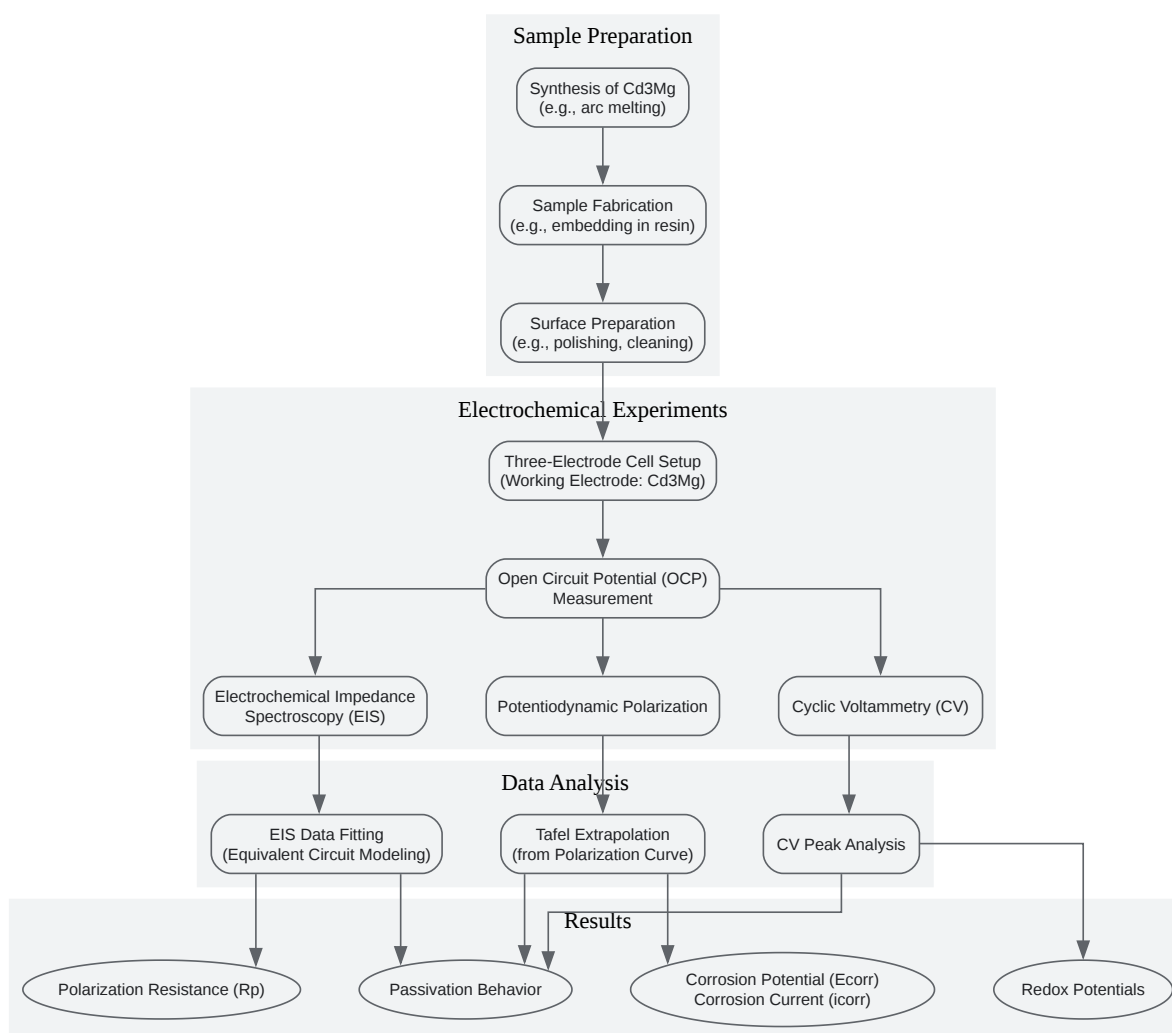 Sample Preparation
Synthesis of Cd3Mg
(e.g., arc melting)
Sample Fabrication
(e.g., embedding in resin)
Surface Preparation
(e.g., polishing, cleaning)
Electrochemical Experiments
Three-Electrode Cell Setup
(Working Electrode: Cd3Mg)
Open Circuit Potential (OCP)
Measurement
Electrochemical Impedance
Spectroscopy (EIS)
Potentiodynamic Polarization
Cyclic Voltammetry (CV)
Data Analysis
EIS Data Fitting
(Equivalent Circuit Modeling)
Tafel Extrapolation
(from Polarization Curve)
CV Peak Analysis
Results
Polarization Resistance (Rp)
Passivation Behavior
Corrosion Potential (Ecorr)
Corrosion Current (icorr)
Redox Potentials